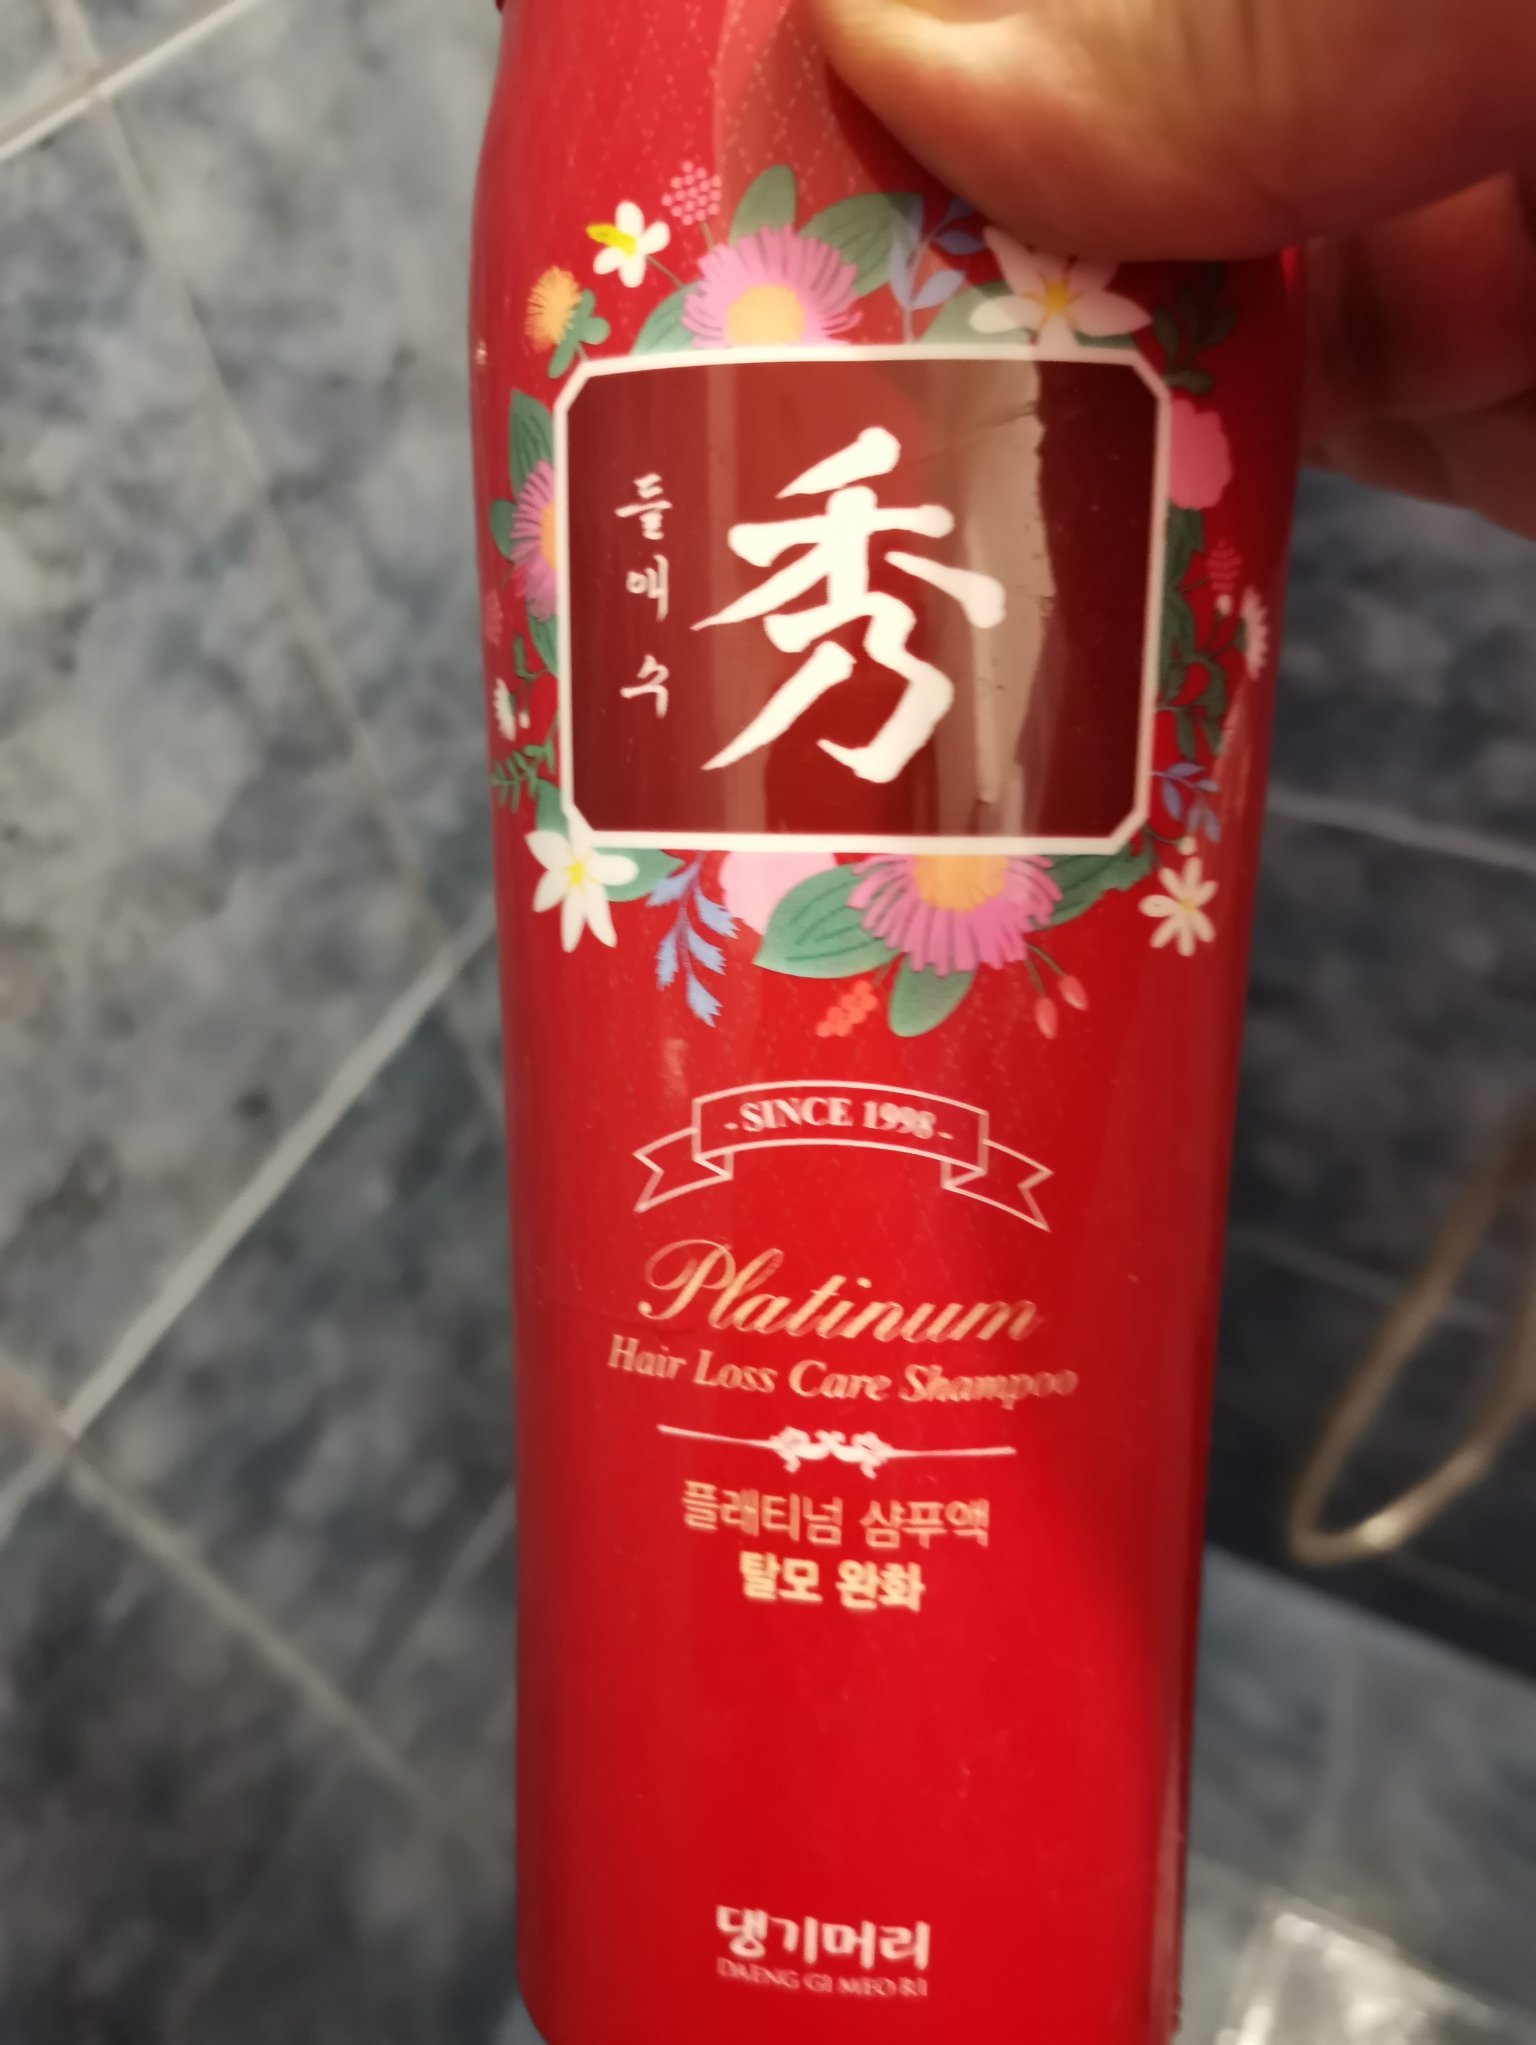 들애수
秀
- SINCE 1998 -
Platinum
Hair Loss Care Shampoo
플래티넘 샴푸액
탈모 완화
댕기머리
DAENG GI MEO RI